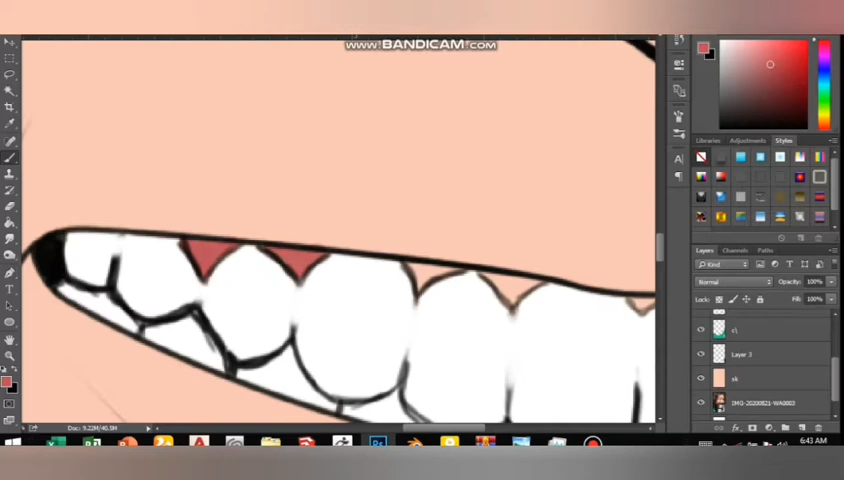 www.BANDICAM.com
Libraries Adjustments Styles
Layers Channels Paths
Kind
Normal Opacity: 100%
Lock: Fill: 100%
c\
Layer 3
sk
IMG-20200821-WA0003
Doc: 9.22M/40.9M
6:43 AM